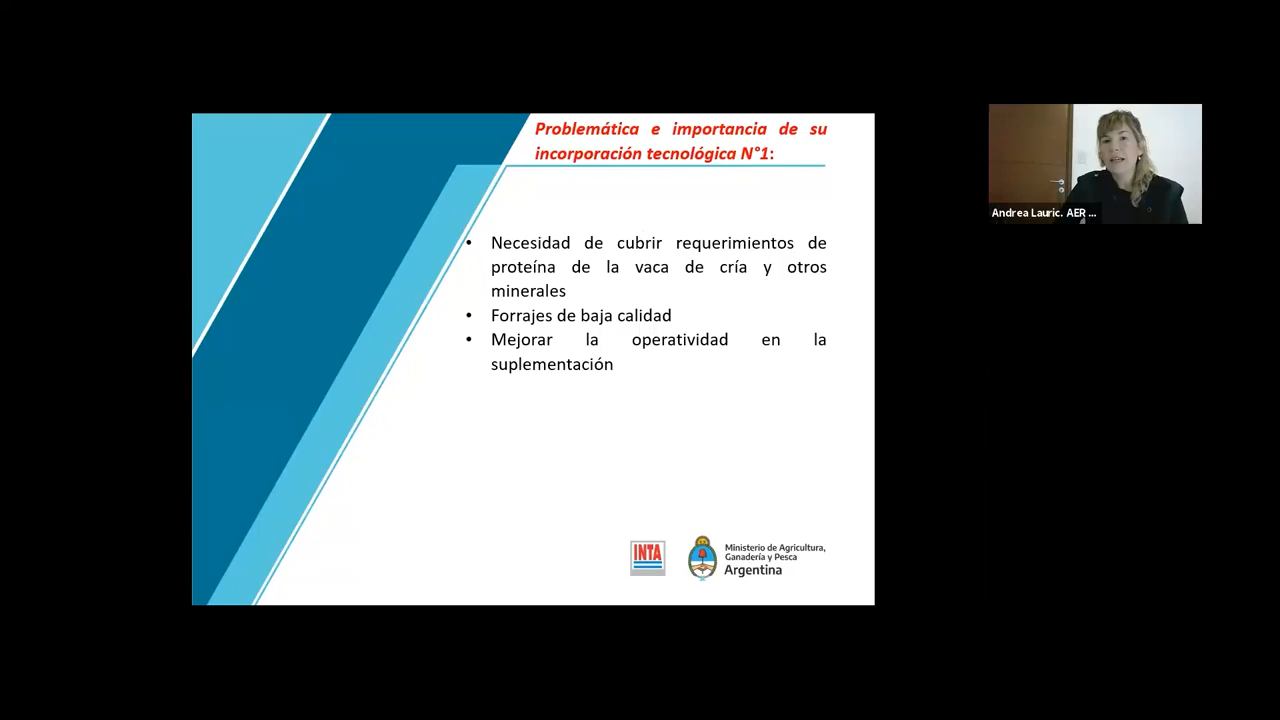 Problemática e importancia de su
incorporación tecnológica N°1:
• Necesidad de cubrir requerimientos de
proteína de la vaca de cría y otros
minerales
• Forrajes de baja calidad
• Mejorar la operatividad en la
suplementación
INTA
Ministerio de Agricultura,
Ganadería y Pesca
Argentina
Andrea Lauric. AER ...